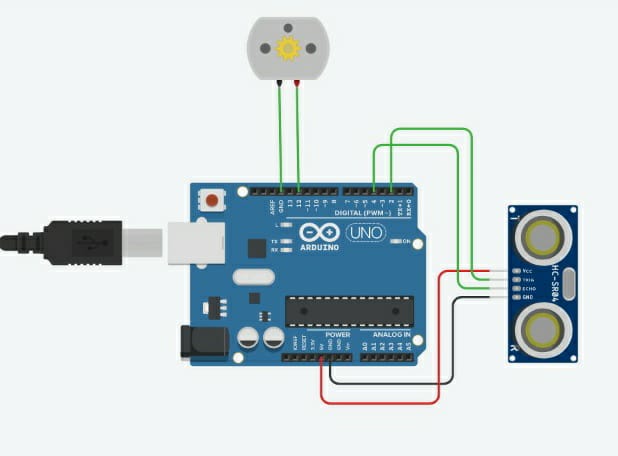 AREF
GND
13
12
~11
~10
~9
8
7
~6
~5
4
~3
2
TX→1
RX←0
DIGITAL (PWM~)
L
TX
RX
ARDUINO
UNO
ON
IOREF
RESET
3.3V
5V
GND
GND
Vin
POWER
ANALOG IN
A0
A1
A2
A3
A4
A5
T
HC-SR04
VCC
TRIG
ECHO
GND
R